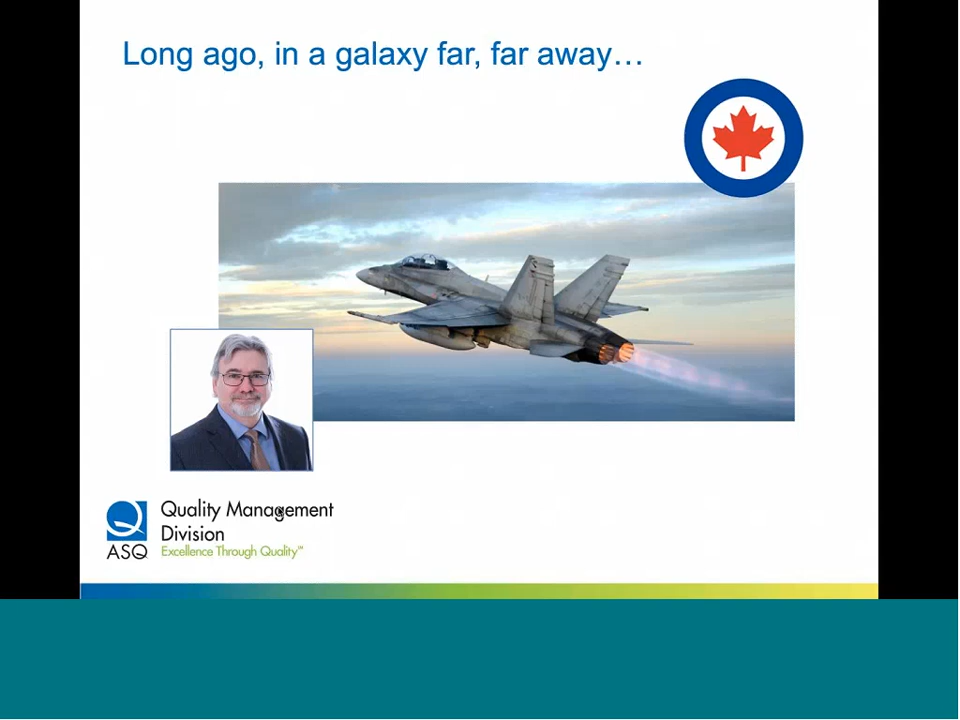 Long ago, in a galaxy far, far away…
Quality Management
Division
ASQ
Excellence Through Quality™